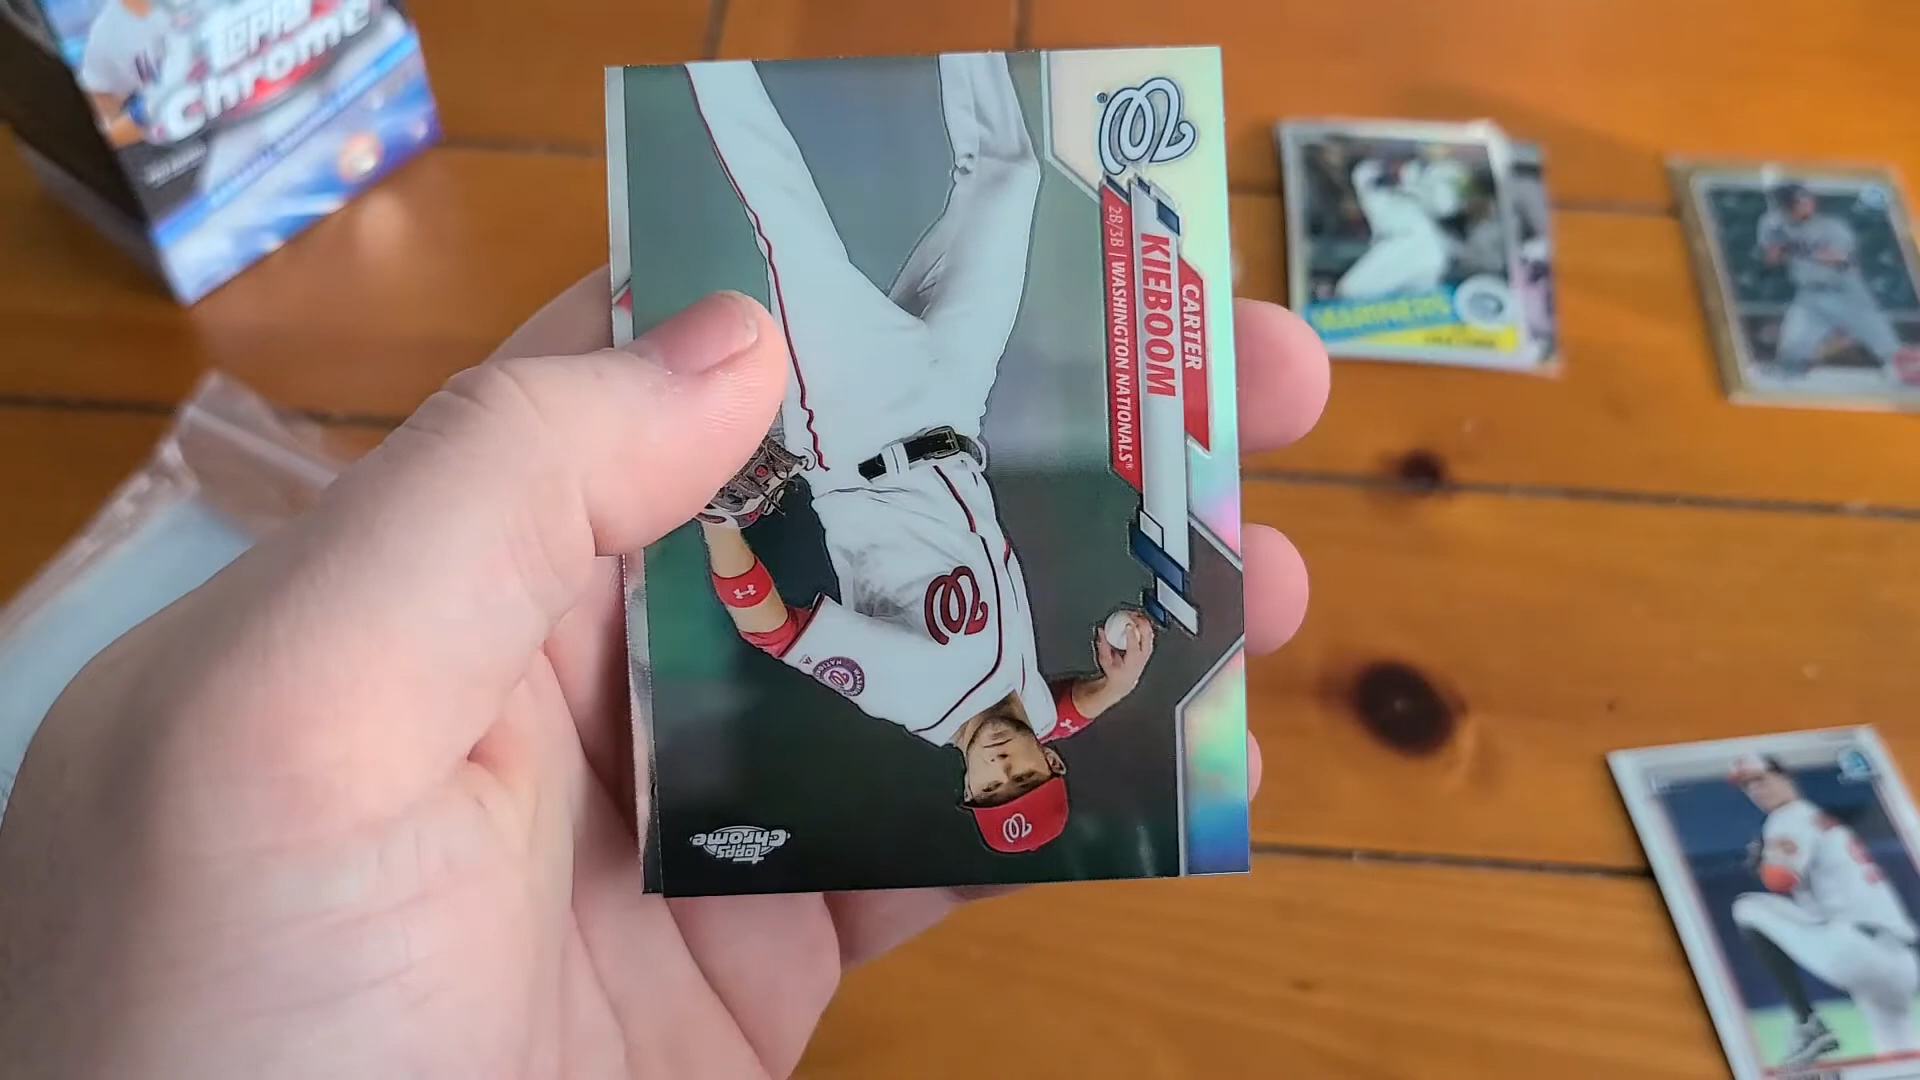 Topps
Chrome
W
CARTER
KIEBOOM
2B/3B | WASHINGTON NATIONALS®
W
W
Topps
Chrome
MARINERS